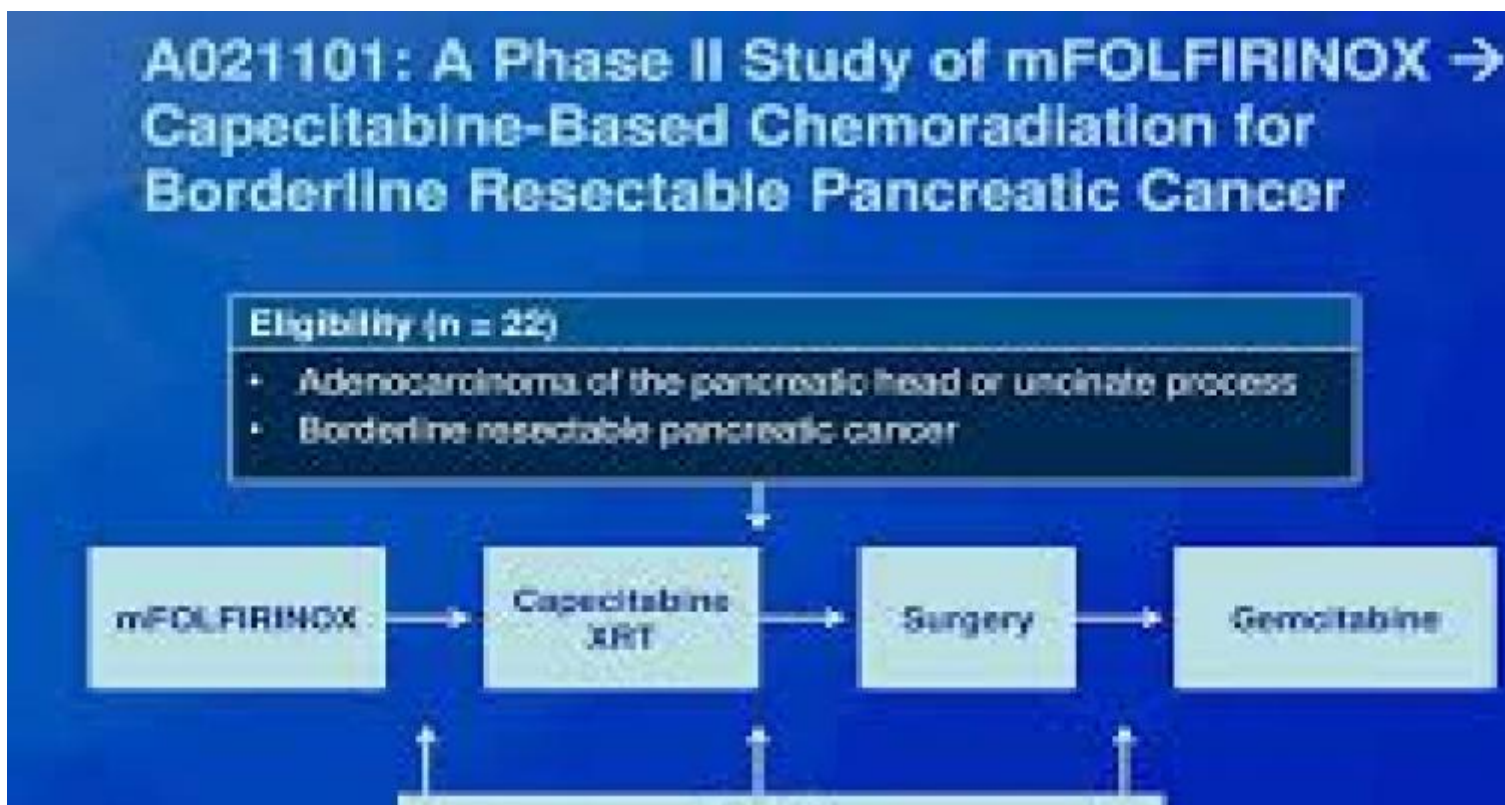 A021101: A Phase II Study of mFOLFIRINOX →
Capecitabine-Based Chemoradiation for
Borderline Resectable Pancreatic Cancer
Eligibility (n = 22)
• Adenocarcinoma of the pancreatic head or uncinate process
• Borderline resectable pancreatic cancer
mFOLFIRINOX
Capecitabine
XRT
Surgery
Gemcitabine